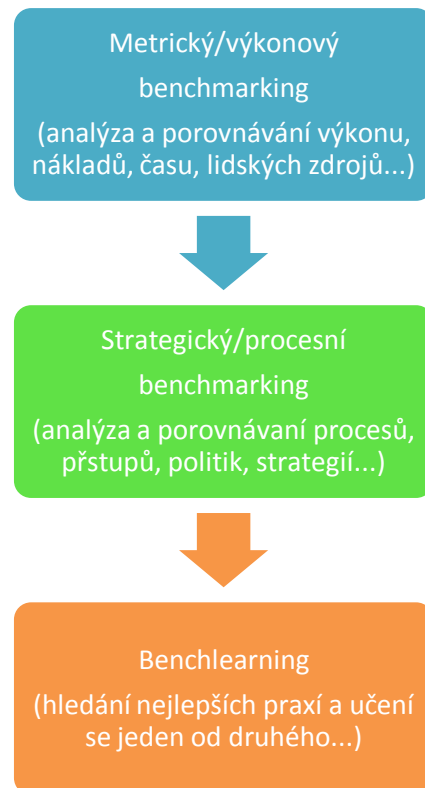 Metrický/výkonový
benchmarking
(analýza a porovnávání výkonu,
nákladů, času, lidských zdrojů...)
Strategický/procesní
benchmarking
(analýza a porovnávaní procesů,
přstupů, politik, strategií...)
Benchlearning
(hledání nejlepších praxí a učení
se jeden od druhého...)